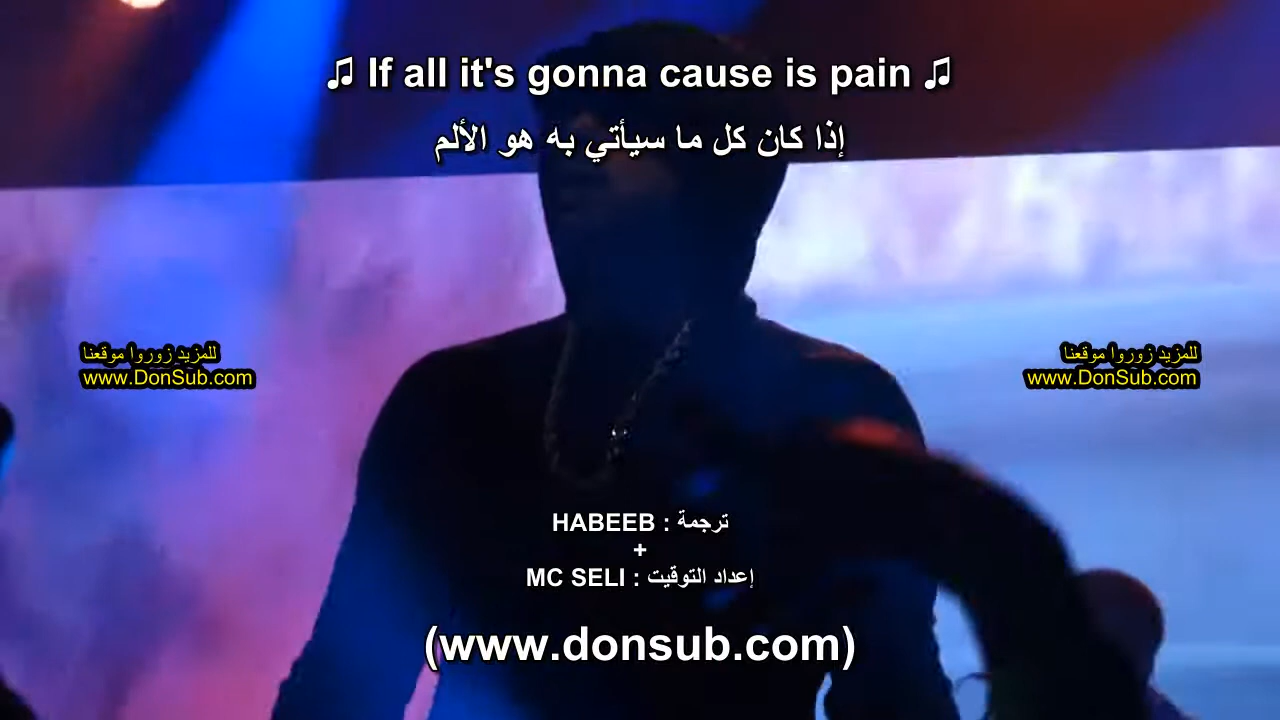 ♫ If all it's gonna cause is pain ♫
إذا كان كل ما سيأتي به هو الألم
للمزيد زوروا موقعنا
www.DonSub.com
للمزيد زوروا موقعنا
www.DonSub.com
ترجمة : HABEEB
+
إعداد التوقيت : MC SELI
(www.donsub.com)